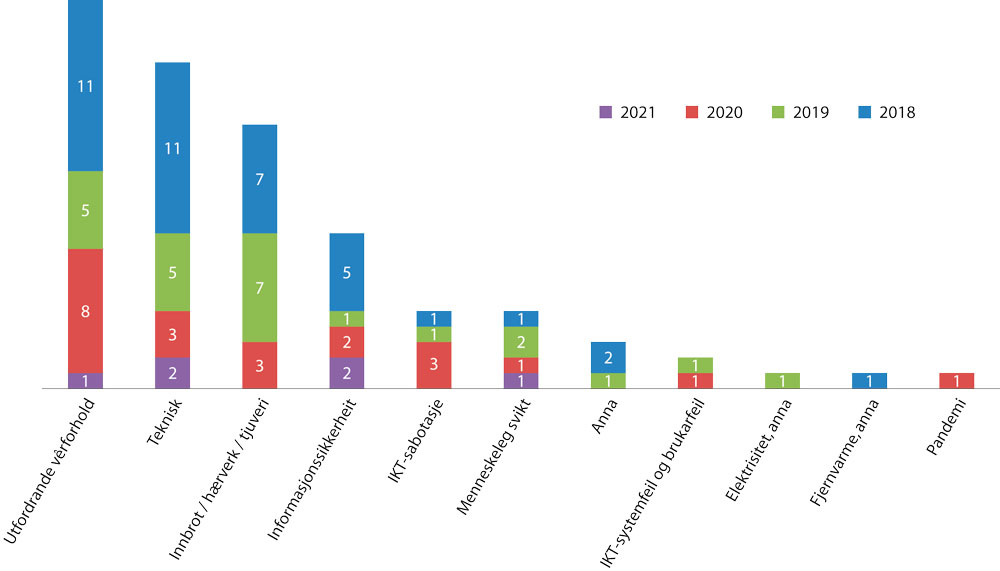 11
11
2021 2020 2019 2018
7
5
5
5
7
1 1 1
8
3
2
1
2
2
3
3
1
1
1 2 2 1 1 1 1 1 1
Utfordrande vêrforhold
Teknisk
Innbrot / hærverk / tjuveri
Informasjonssikkerheit
IKT-sabotasje
Menneskeleg svikt
Anna
IKT-systemfeil og brukarfeil
Elektrisitet, anna
Fjernvarme, anna
Pandemi